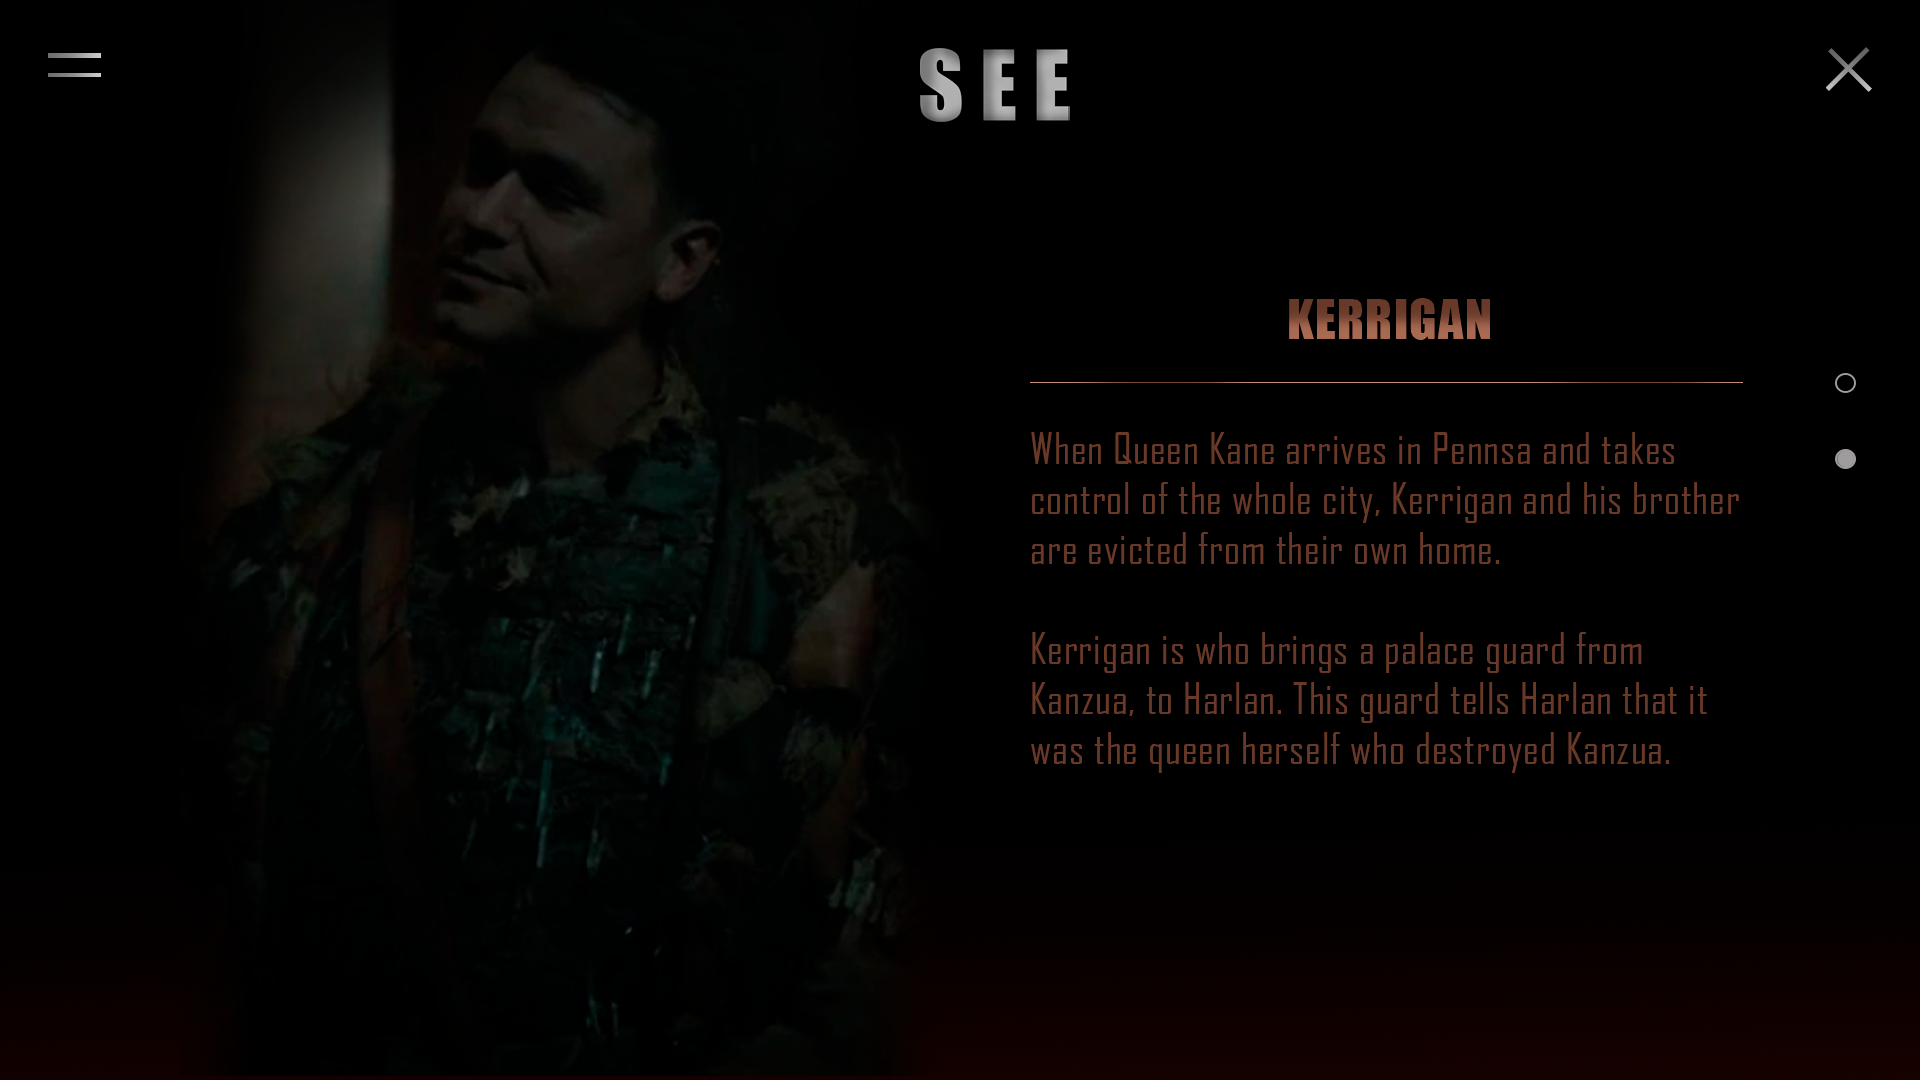 SEE
KERRIGAN
When Queen Kane arrives in Pennsa and takes
control of the whole city, Kerrigan and his brother
are evicted from their own home.
Kerrigan is who brings a palace guard from
Kanzua, to Harlan. This guard tells Harlan that it
was the queen herself who destroyed Kanzua.